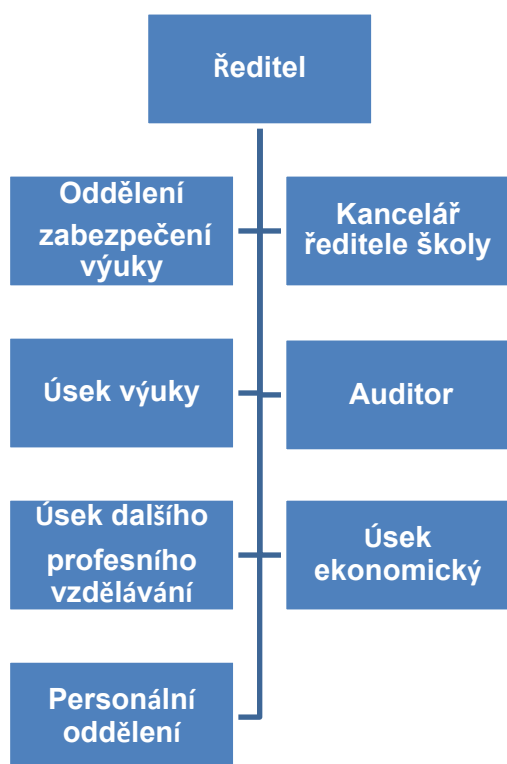 Ředitel
Oddělení
zabezpečení
výuky
Kancelář
ředitele školy
Úsek výuky
Auditor
Úsek dalšího
profesního
vzdělávání
Úsek
ekonomický
Personální
oddělení